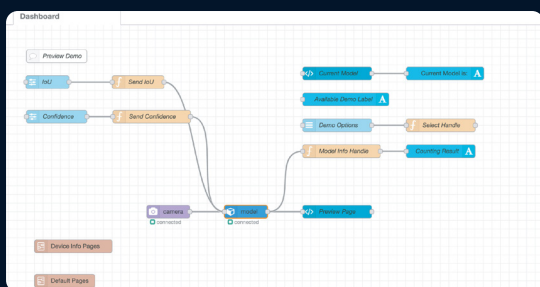 Dashboard
Preview Demo
IoU
Send IoU
Confidence
Send Confidence
Current Model
Current Model Is
A
Available Demo Label
A
Demo Options
Select Handle
Model Info Handle
Counting Result
A
camera
connected
model
connected
Preview Page
Device Info Pages
Default Pages